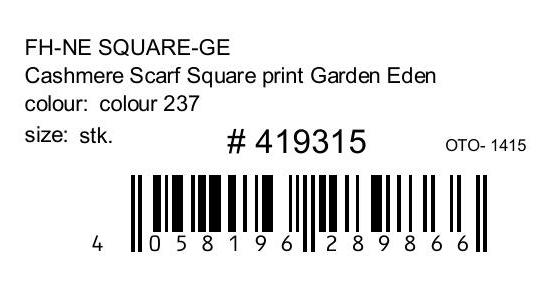 FH-NE SQUARE-GE
Cashmere Scarf Square print Garden Eden
colour: colour 237
size: stk.
# 419315
OTO- 1415
4 058196 289866